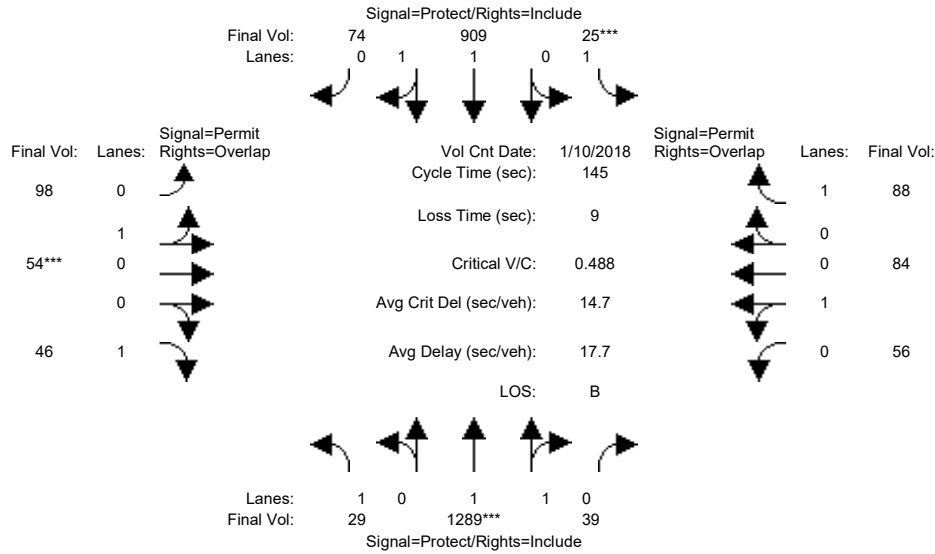 Signal=Protect/Rights=Include
Final Vol: 74 909 25***
Lanes: 0 1 1 0 1
Signal=Permit Signal=Permit
Final Vol: Lanes: Rights=Overlap Vol Cnt Date: 1/10/2018 Rights=Overlap Lanes: Final Vol:
Cycle Time (sec): 145
98 0 1 88
Loss Time (sec): 9
1 0
54*** 0 Critical V/C: 0.488 0 84
0 Avg Crit Del (sec/veh): 14.7 1
46 1 Avg Delay (sec/veh): 17.7 0 56
LOS: B
Lanes: 1 0 1 1 0
Final Vol: 29 1289*** 39
Signal=Protect/Rights=Include